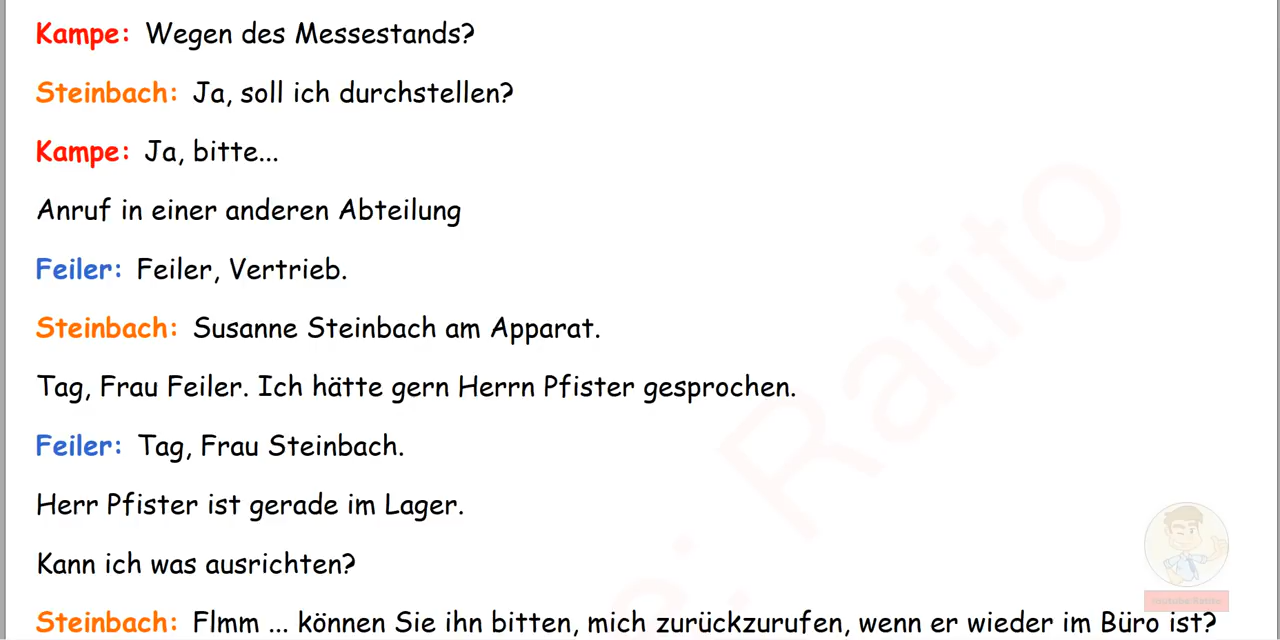 Kampe: Wegen des Messestands?
Steinbach: Ja, soll ich durchstellen?
Kampe: Ja, bitte...
Anruf in einer anderen Abteilung
Feiler: Feiler, Vertrieb.
Steinbach: Susanne Steinbach am Apparat.
Tag, Frau Feiler. Ich hätte gern Herrn Pfister gesprochen.
Feiler: Tag, Frau Steinbach.
Herr Pfister ist gerade im Lager.
Kann ich was ausrichten?
Steinbach: Flmm ... können Sie ihn bitten, mich zurückzurufen, wenn er wieder im Büro ist?
Ratito